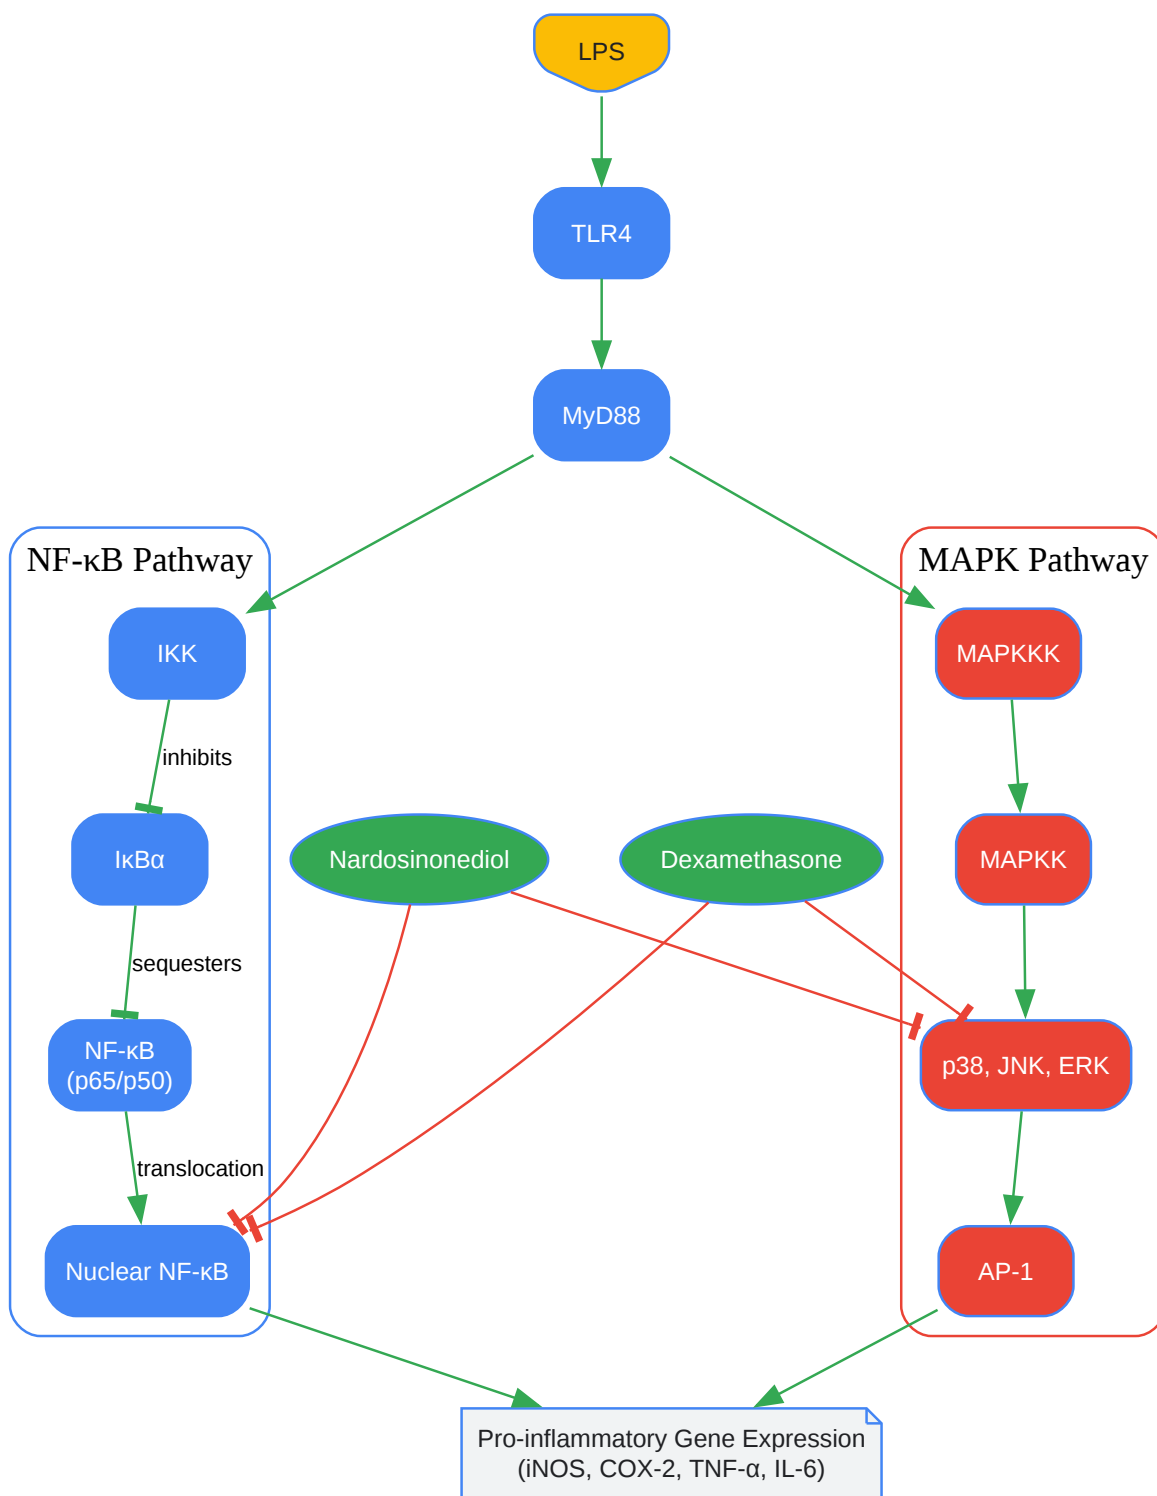 LPS
TLR4
MyD88
NF-κB Pathway
MAPK Pathway
IKK
MAPKKK
inhibits
IκBα
Nardosinonediol
Dexamethasone
MAPKK
sequesters
NF-κB
(p65/p50)
p38, JNK, ERK
translocation
Nuclear NF-κB
AP-1
Pro-inflammatory Gene Expression
(iNOS, COX-2, TNF-α, IL-6)